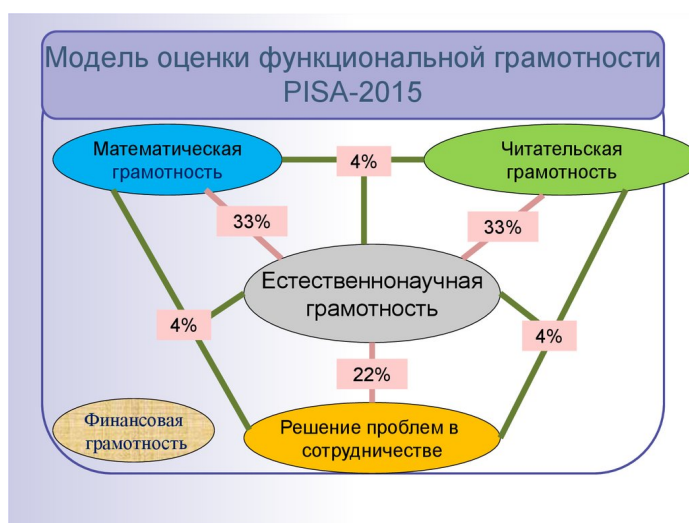 Модель оценки функциональной грамотности
PISA-2015
Математическая
грамотность
4%
Читательская
грамотность
33%
33%
Естественнонаучная
грамотность
4%
4%
22%
Финансовая
грамотность
Решение проблем в
сотрудничестве